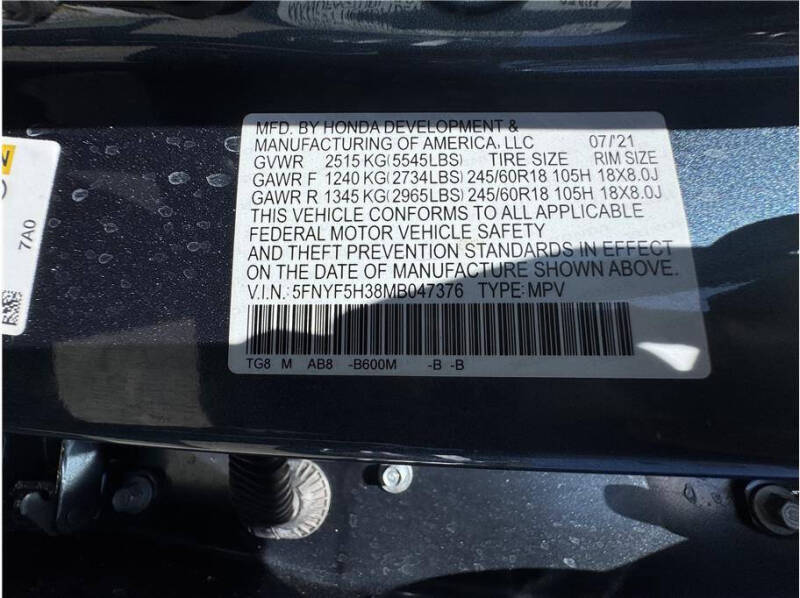 MFD. BY HONDA DEVELOPMENT &
MANUFACTURING OF AMERICA, LLC 07/'21
GVWR 2515 KG (5545LBS) TIRE SIZE RIM SIZE
GAWR F 1240 KG (2734LBS) 245/60R18 105H 18X8.0J
GAWR R 1345 KG (2965LBS) 245/60R18 105H 18X8.0J
THIS VEHICLE CONFORMS TO ALL APPLICABLE
FEDERAL MOTOR VEHICLE SAFETY
AND THEFT PREVENTION STANDARDS IN EFFECT
ON THE DATE OF MANUFACTURE SHOWN ABOVE.
V.I.N.: 5FNYF5H38MB047376 TYPE: MPV
TG8 M AB8 -B600M -B -B
7A0